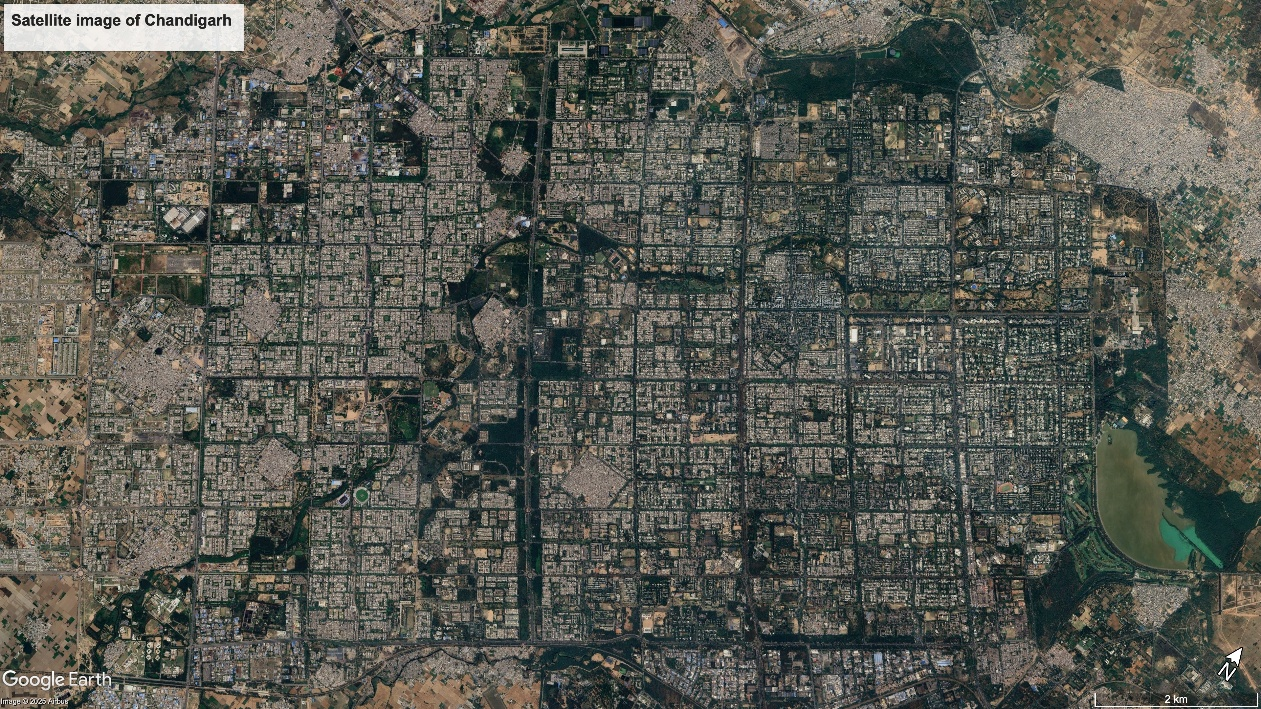 Satellite image of Chandigarh
Google Earth
Image © 2025 Airbus
N
2 km